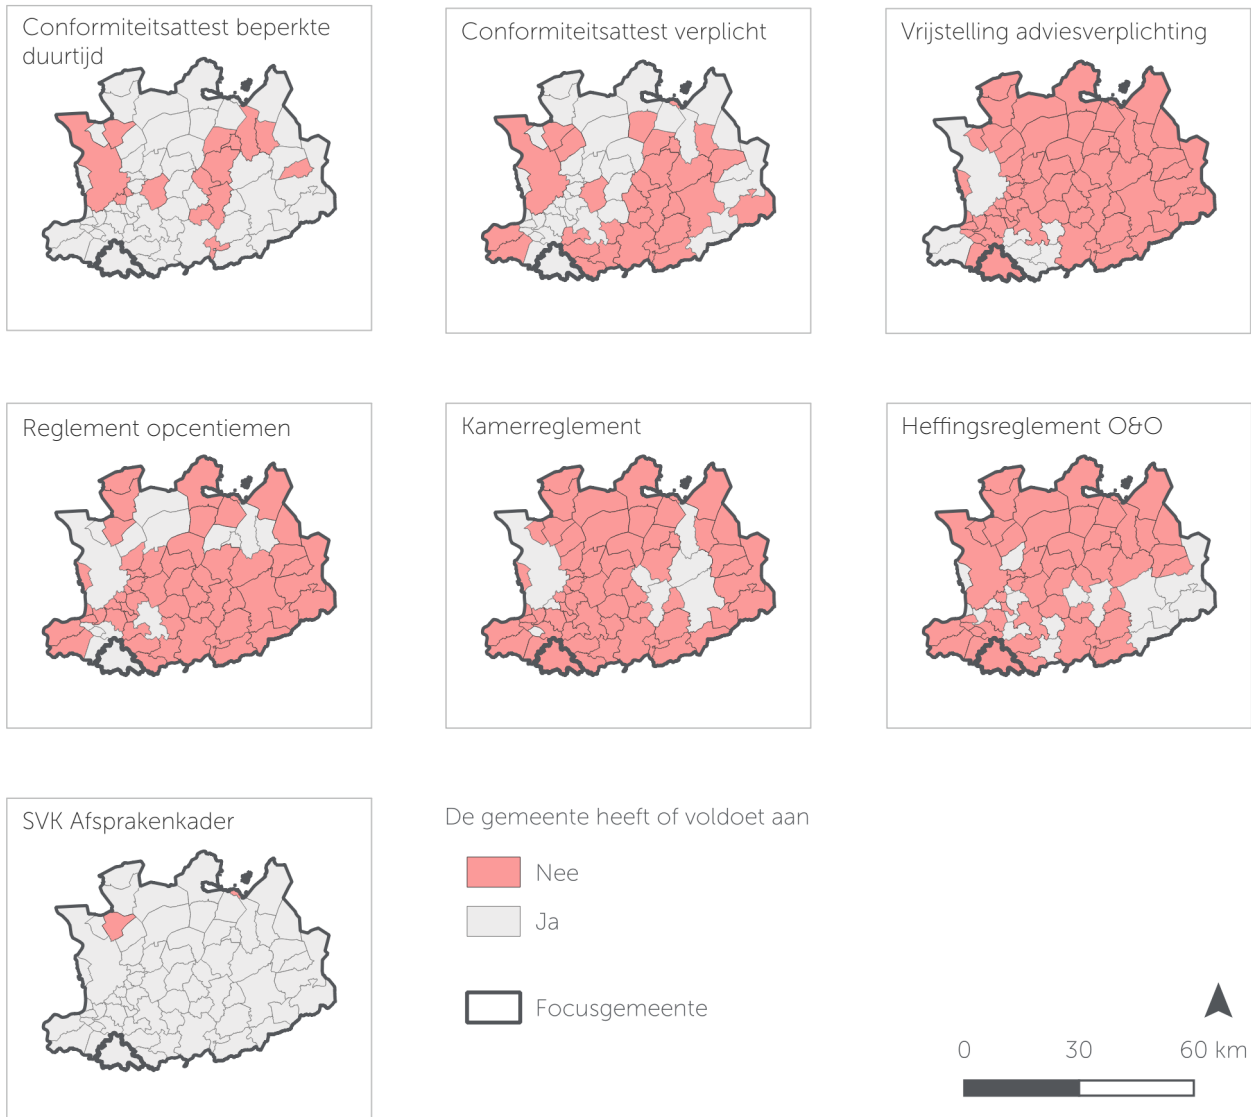 Conformiteitsattest beperkte
duurtijd
Conformiteitsattest verplicht
Vrijstelling adviesverplichting
Reglement opcentiemen
Kamerreglement
Heffingsreglement O&O
SVK Afsprakenkader
De gemeente heeft of voldoet aan
Nee
Ja
Focusgemeente
0 30 60 km